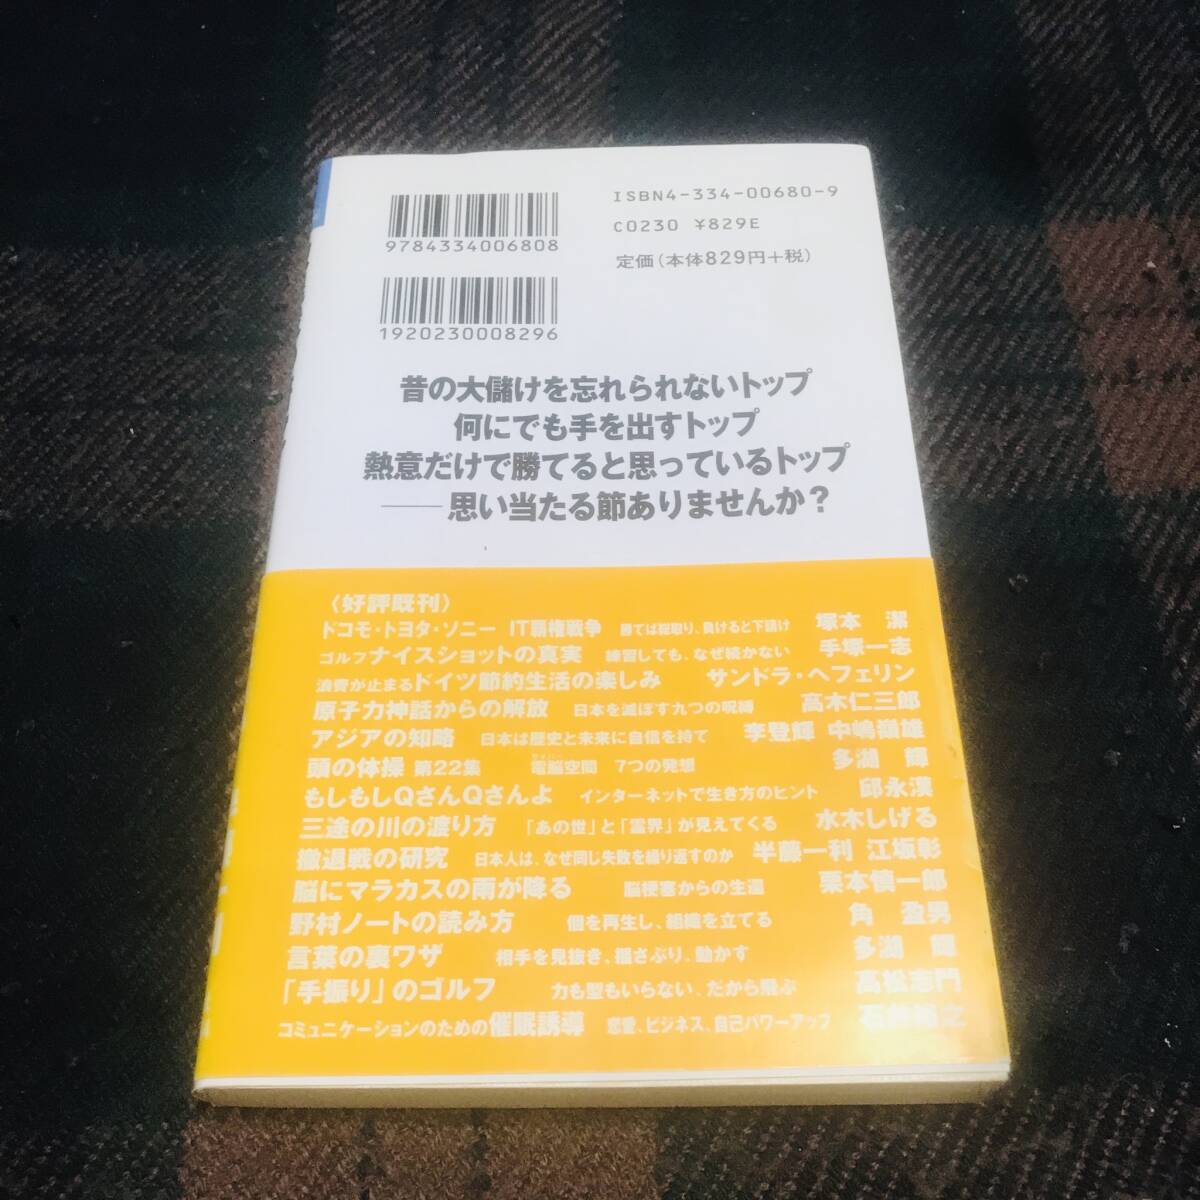 ISBN4-334-00680-9
C0230 ¥829E
定価(本体829円+税)
9784334006808
1920230008296
昔の大儲けを忘れられないトップ
何にでも手を出すトップ
熱意だけで勝てると思っているトップ
――思い当たる節ありませんか?
〈好評既刊〉
ドコモ・トヨタ・ソニー IT覇権戦争 勝てば総取り、負けると下請け 塚本 潔
ゴルフナイスショットの真実 練習しても、なぜ続かない 手塚一志
浪費が止まるドイツ節約生活の楽しみ サンドラ・ヘフェリン
原子力神話からの解放 日本を滅ぼす九つの呪縛 高木仁三郎
アジアの知略 日本は歴史と未来に自信を持て 李登輝 中嶋嶺雄
頭の体操 第22集 電脳空間 7つの発想 多湖 輝
もしもしQさんQさんよ インターネットで生き方のヒント 邱永漢
三途の川の渡り方 「あの世」と「霊界」が見えてくる 水木しげる
撤退戦の研究 日本人は、なぜ同じ失敗を繰り返すのか 半藤一利 江坂彰
脳にマラカスの雨が降る 脳梗塞からの生還 栗本慎一郎
野村ノートの読み方 個を再生し、組織を立てる 角 盈男
言葉の裏ワザ 相手を見抜き、揺さぶり、動かす 多湖 輝
「手振り」のゴルフ 力も型もいらない、だから飛ぶ 高松志門
コミュニケーションのための催眠誘導 恋愛、ビジネス、自己パワーアップ 石井裕之